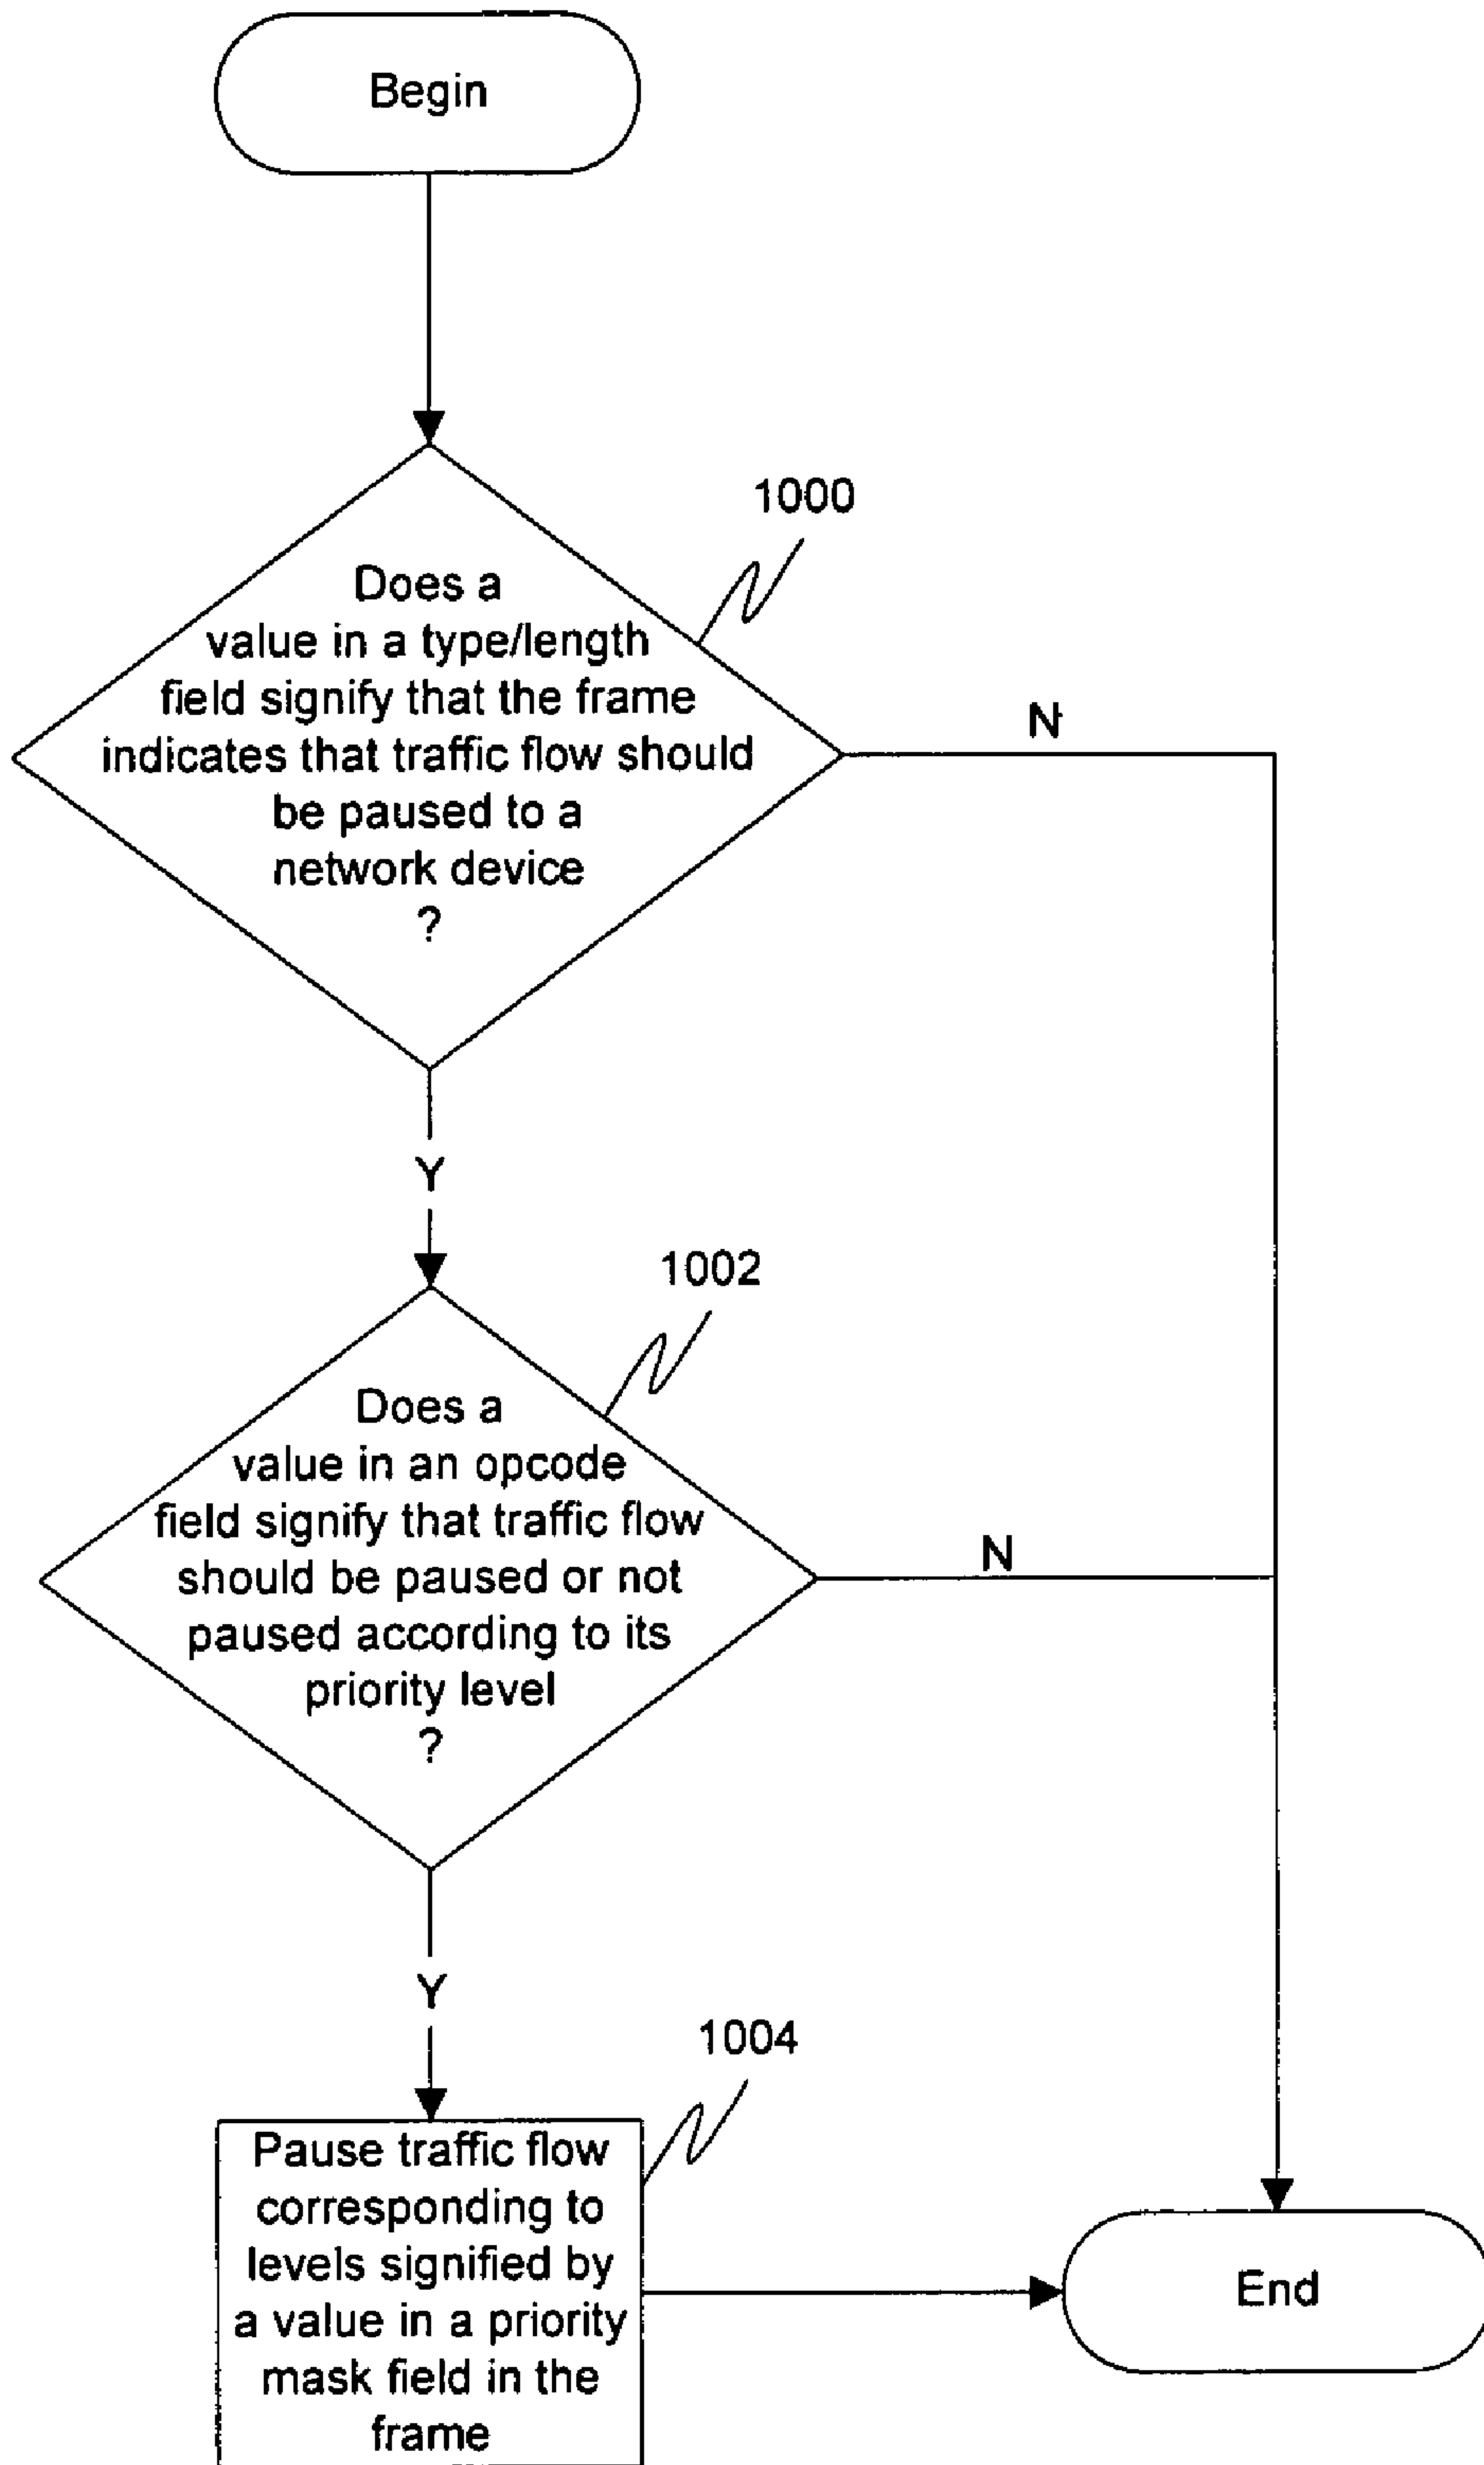 Begin
1000
Does a
value in a type/length
field signify that the frame
indicates that traffic flow should
be paused to a
network device
?
N
Y
1002
Does a
value in an opcode
field signify that traffic flow
should be paused or not
paused according to its
priority level
?
N
Y
1004
Pause traffic flow
corresponding to
levels signified by
a value in a priority
mask field in the
frame
End